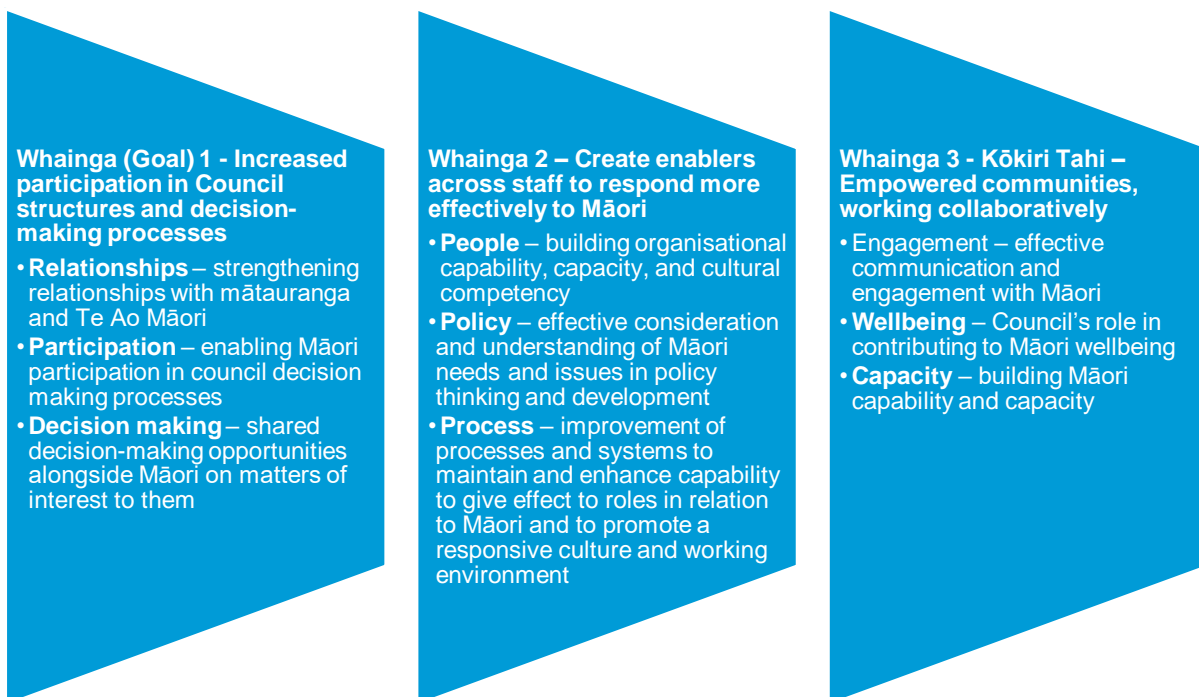 Whainga (Goal) 1 - Increased
participation in Council
structures and decision-
making processes
• Relationships – strengthening
relationships with mātauranga
and Te Ao Māori
• Participation – enabling Māori
participation in council decision
making processes
• Decision making – shared
decision-making opportunities
alongside Māori on matters of
interest to them
Whainga 2 – Create enablers
across staff to respond more
effectively to Māori
• People – building organisational
capability, capacity, and cultural
competency
• Policy – effective consideration
and understanding of Māori
needs and issues in policy
thinking and development
• Process – improvement of
processes and systems to
maintain and enhance capability
to give effect to roles in relation
to Māori and to promote a
responsive culture and working
environment
Whainga 3 - Kōkiri Tahi –
Empowered communities,
working collaboratively
• Engagement – effective
communication and
engagement with Māori
• Wellbeing – Council’s role in
contributing to Māori wellbeing
• Capacity – building Māori
capability and capacity